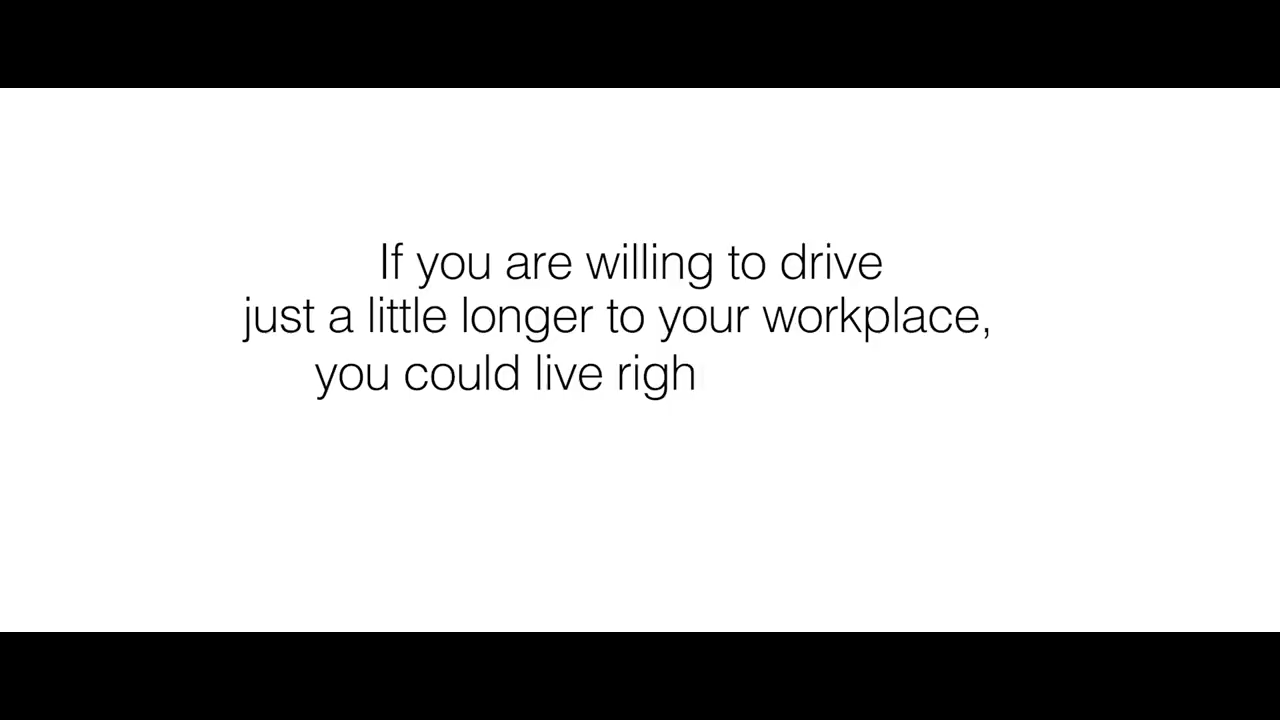 If you are willing to drive
just a little longer to your workplace,
you could live righ